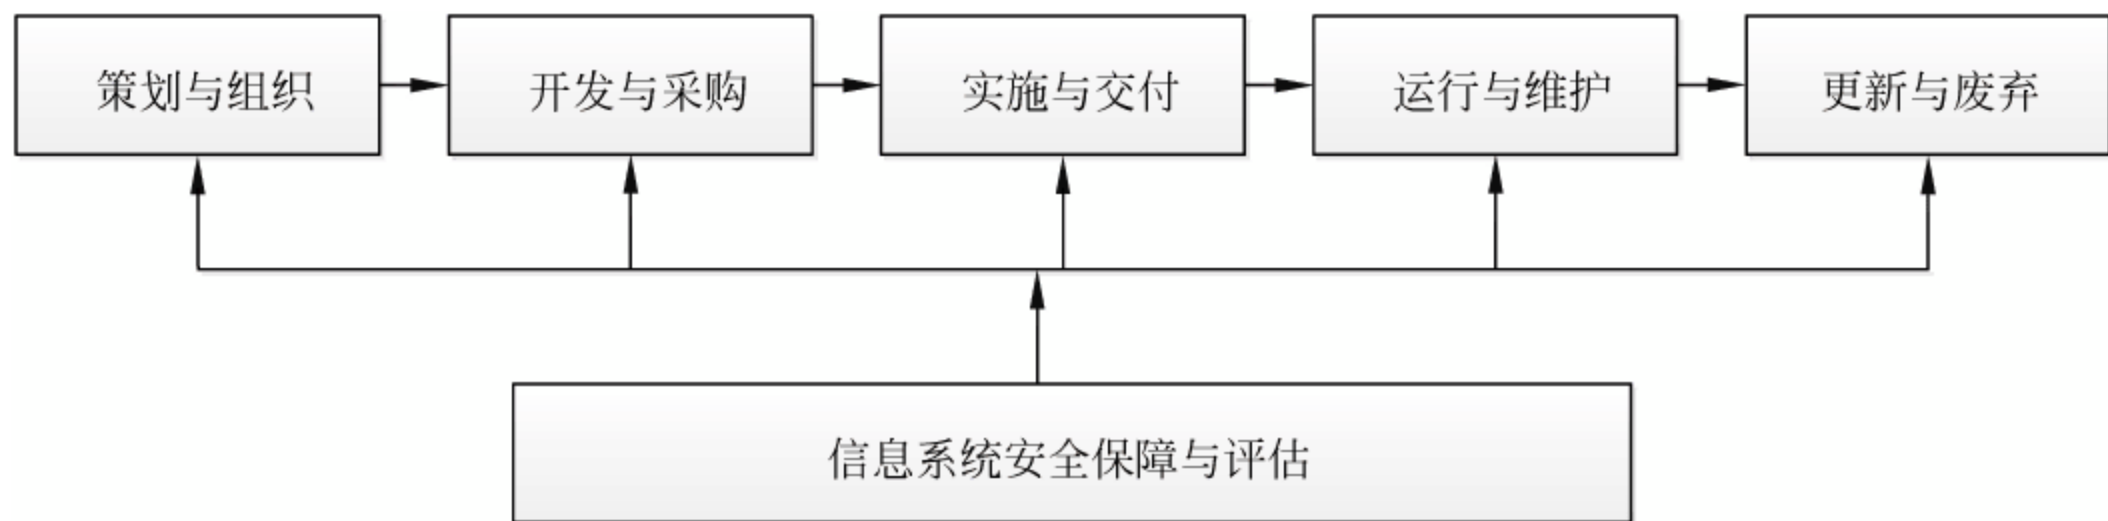 策划与组织
开发与采购
实施与交付
运行与维护
更新与废弃
信息系统安全保障与评估